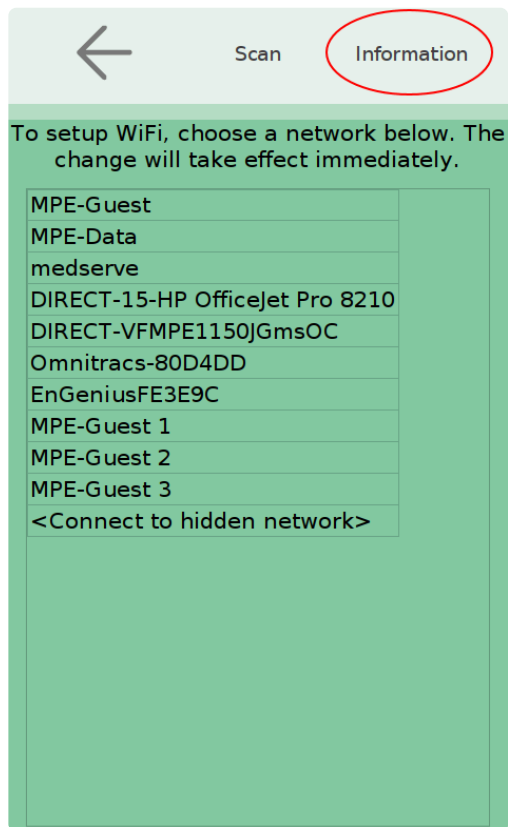 Scan Information
To setup WiFi, choose a network below. The
change will take effect immediately.
MPE-Guest
MPE-Data
medserve
DIRECT-15-HP OfficeJet Pro 8210
DIRECT-VFMPE1150JGmsOC
Omnitracs-80D4DD
EnGeniusFE3E9C
MPE-Guest 1
MPE-Guest 2
MPE-Guest 3
<Connect to hidden network>